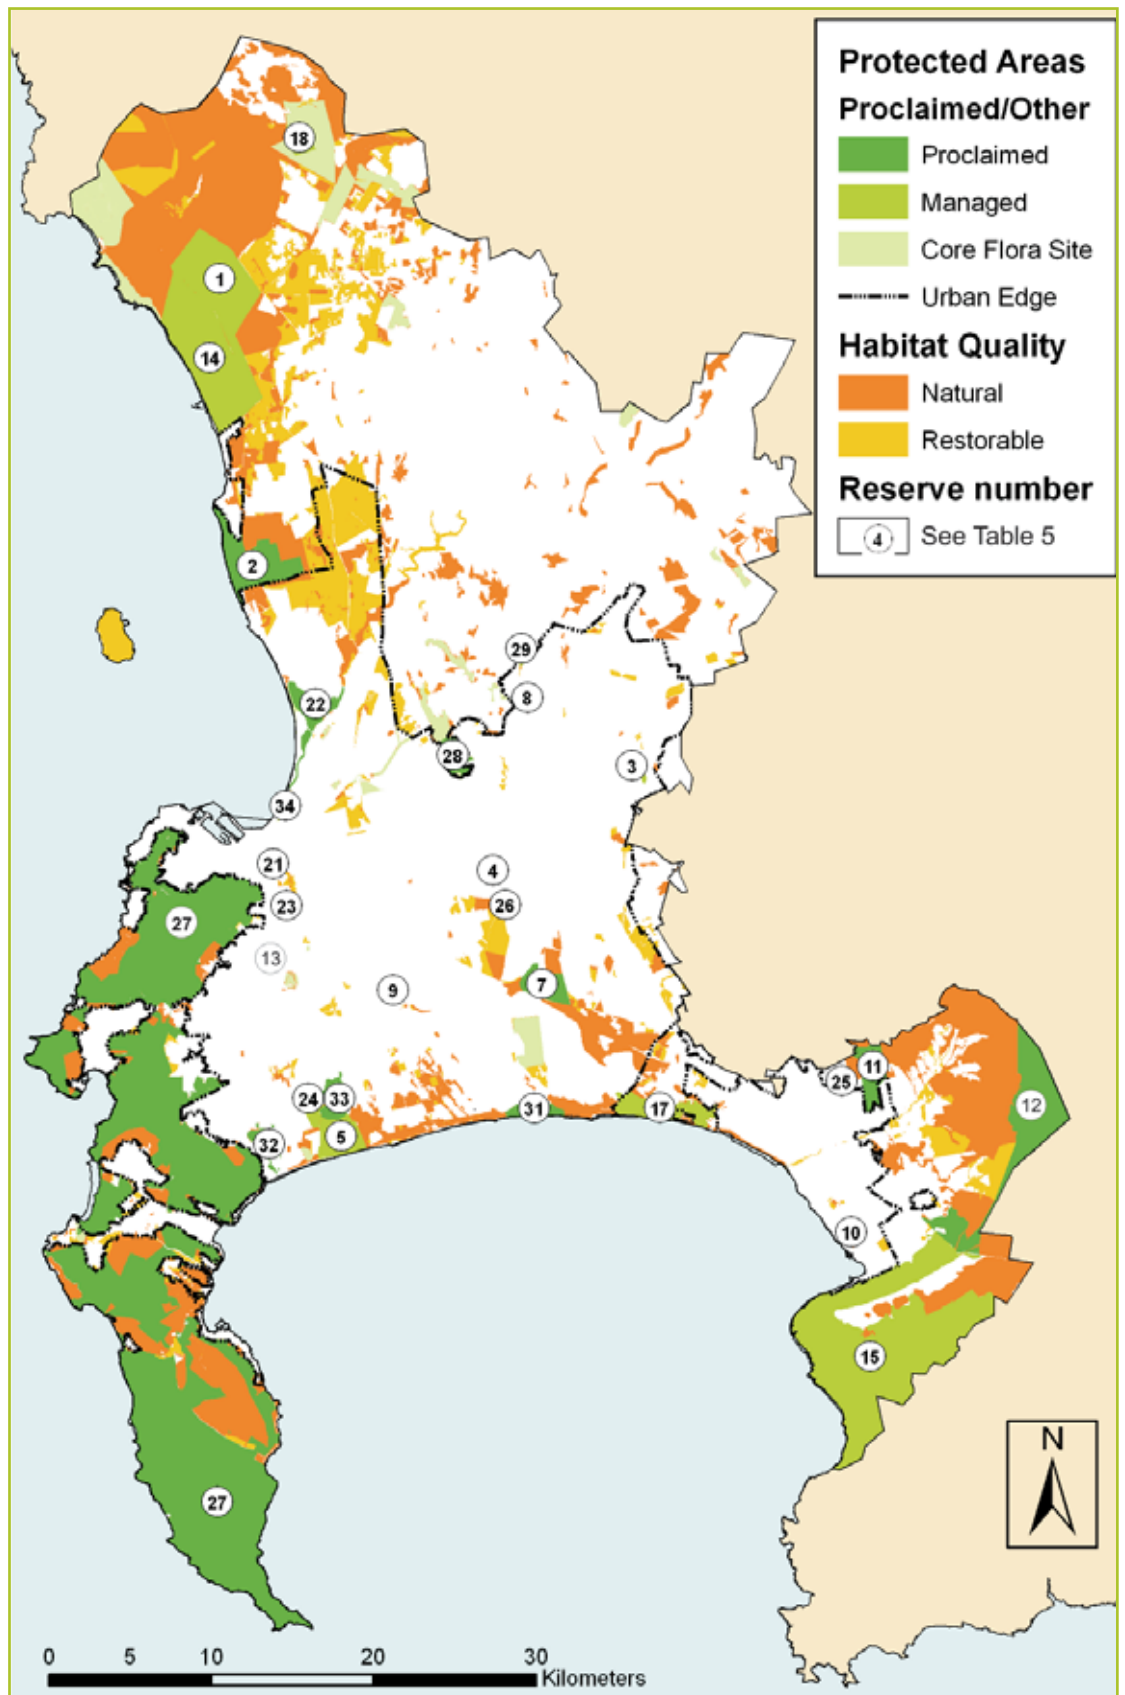 Protected Areas
Proclaimed/Other
Proclaimed
Managed
Core Flora Site
Urban Edge
Habitat Quality
Natural
Restorable
Reserve number
4 See Table 5
18
1
14
2
29
8
22
28
3
34
21
4
23
26
27
13
7
9
11
25
24
33
31
17
12
5
32
10
15
27
N
0 5 10 20 30
Kilometers